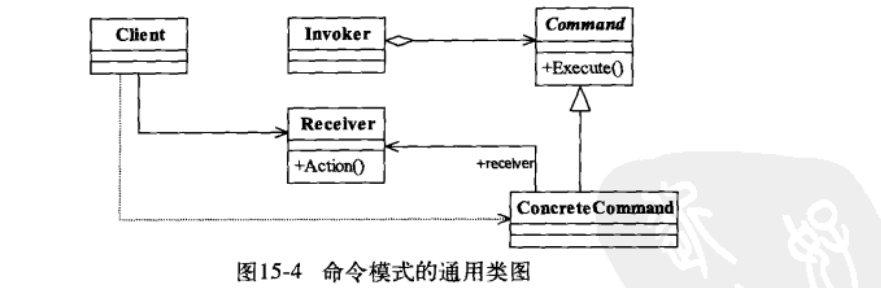 Client
Invoker
Command
+Execute()
Receiver
+Action()
+receiver
ConcreteCommand
图15-4 命令模式的通用类图